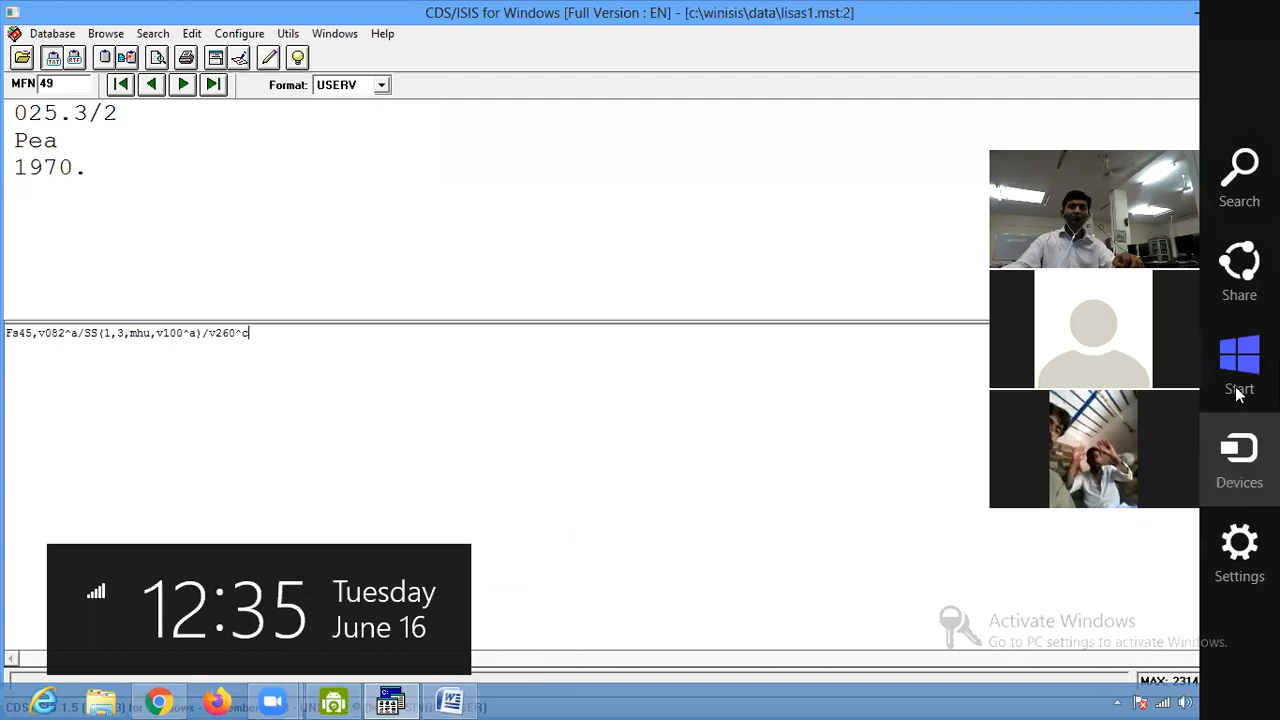 CDS/ISIS for Windows [Full Version : EN] - [c:\winisis\data\lisas1.mst:2]
Database Browse Search Edit Configure Utils Windows Help
MFN 49 Format: USERV
025.3/2
Pea
1970.
Fs45,v082^a/SS(1,3,mhu,v100^a)/v260^c
Search
Share
Start
Devices
Settings
12:35 Tuesday
June 16
Activate Windows
Go to PC settings to activate Windows.
MAX: 2314